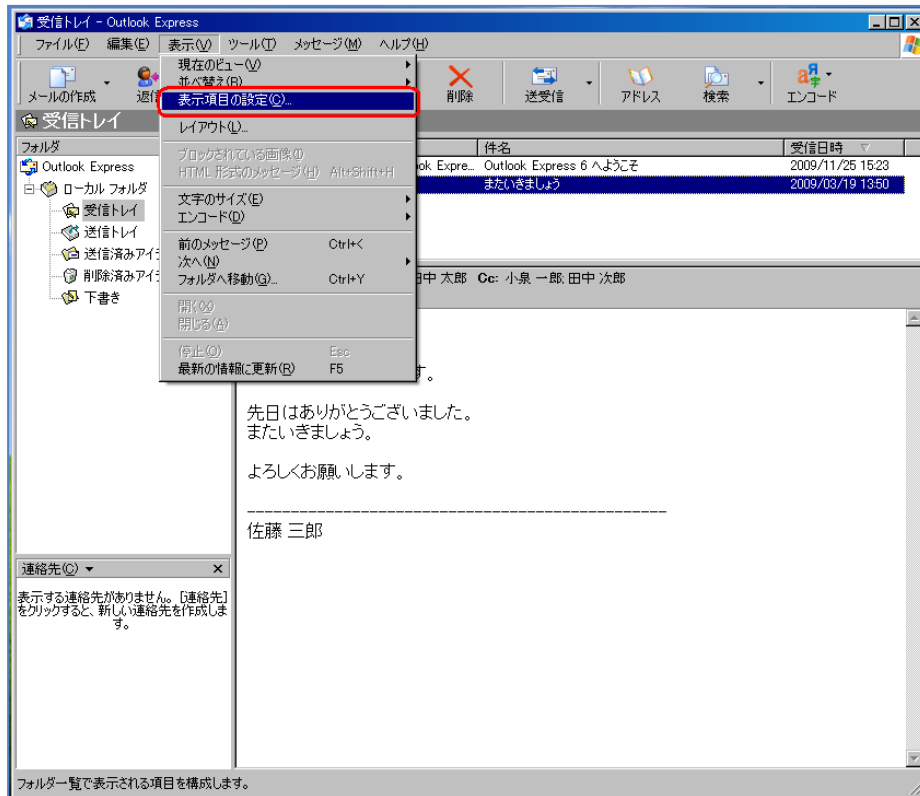 受信トレイ - Outlook Express
ファイル(F) 編集(E) 表示(V) ツール(T) メッセージ(M) ヘルプ(H)
メールの作成 返信 削除 送受信 アドレス 検索 エンコード
受信トレイ
フォルダ
Outlook Express
ローカル フォルダ
受信トレイ
送信トレイ
送信済みアイテ
削除済みアイテ
下書き
現在のビュー(V)
並べ替え(B)
表示項目の設定(C)...
レイアウト(L)...
ブロックされている画像(I)
HTML 形式のメッセージ(H) Alt+Shift+H
文字のサイズ(E)
エンコード(D)
前のメッセージ(P) Ctrl+<
次へ(N)
フォルダへ移動(G)... Ctrl+Y
開く(X)
閉じる(A)
停止(O) Esc
最新の情報に更新(R) F5
件名 受信日時
ok Expre... Outlook Express 6 へようこそ 2009/11/25 15:23
またいきましょう 2009/03/19 13:50
田中 太郎 Cc: 小泉 一郎; 田中 次郎
す。
先日はありがとうございました。
またいきましょう。
よろしくお願いします。
------------------------------------------------
佐藤 三郎
連絡先(C)
表示する連絡先がありません。[連絡先]
をクリックすると、新しい連絡先を作成しま
す。
フォルダ一覧で表示される項目を構成します。